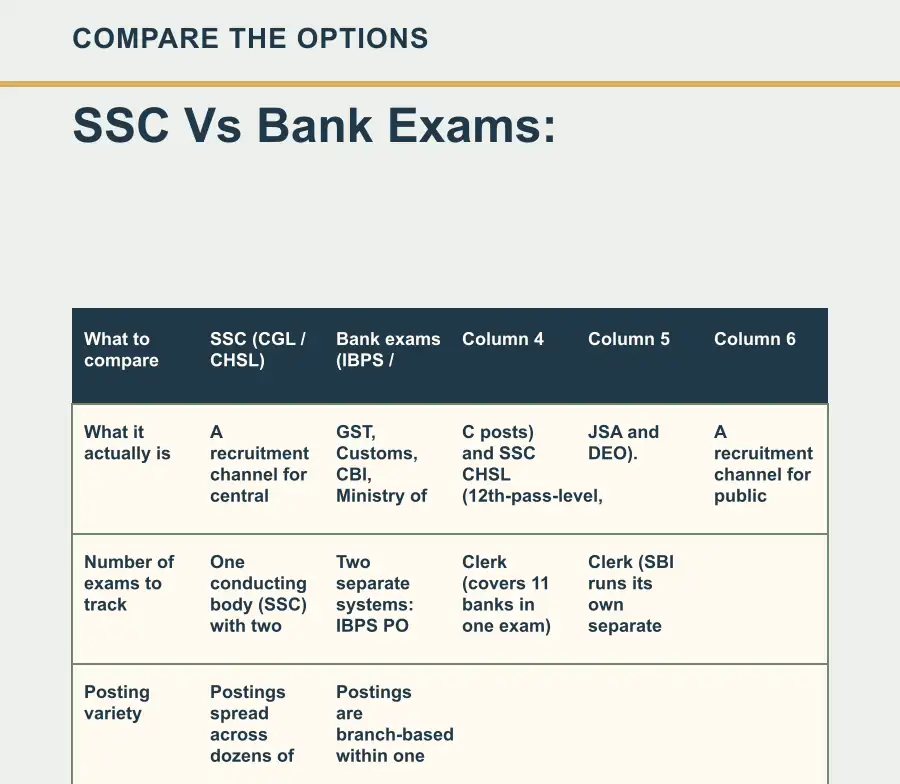 COMPARE THE OPTIONS
SSC Vs Bank Exams:
What to
compare
SSC (CGL /
CHSL)
Bank exams
(IBPS /
Column 4
Column 5
Column 6
What it
actually is
A
recruitment
channel for
central
GST,
Customs,
CBI,
Ministry of
C posts)
and SSC
CHSL
(12th-pass-level,
JSA and
DEO).
A
recruitment
channel for
public
Number of
exams to
track
One
conducting
body (SSC)
with two
Two
separate
systems:
IBPS PO
Clerk
(covers 11
banks in
one exam)
Clerk (SBI
runs its
own
separate
Posting
variety
Postings
spread
across
dozens of
Postings
are
branch-based
within one